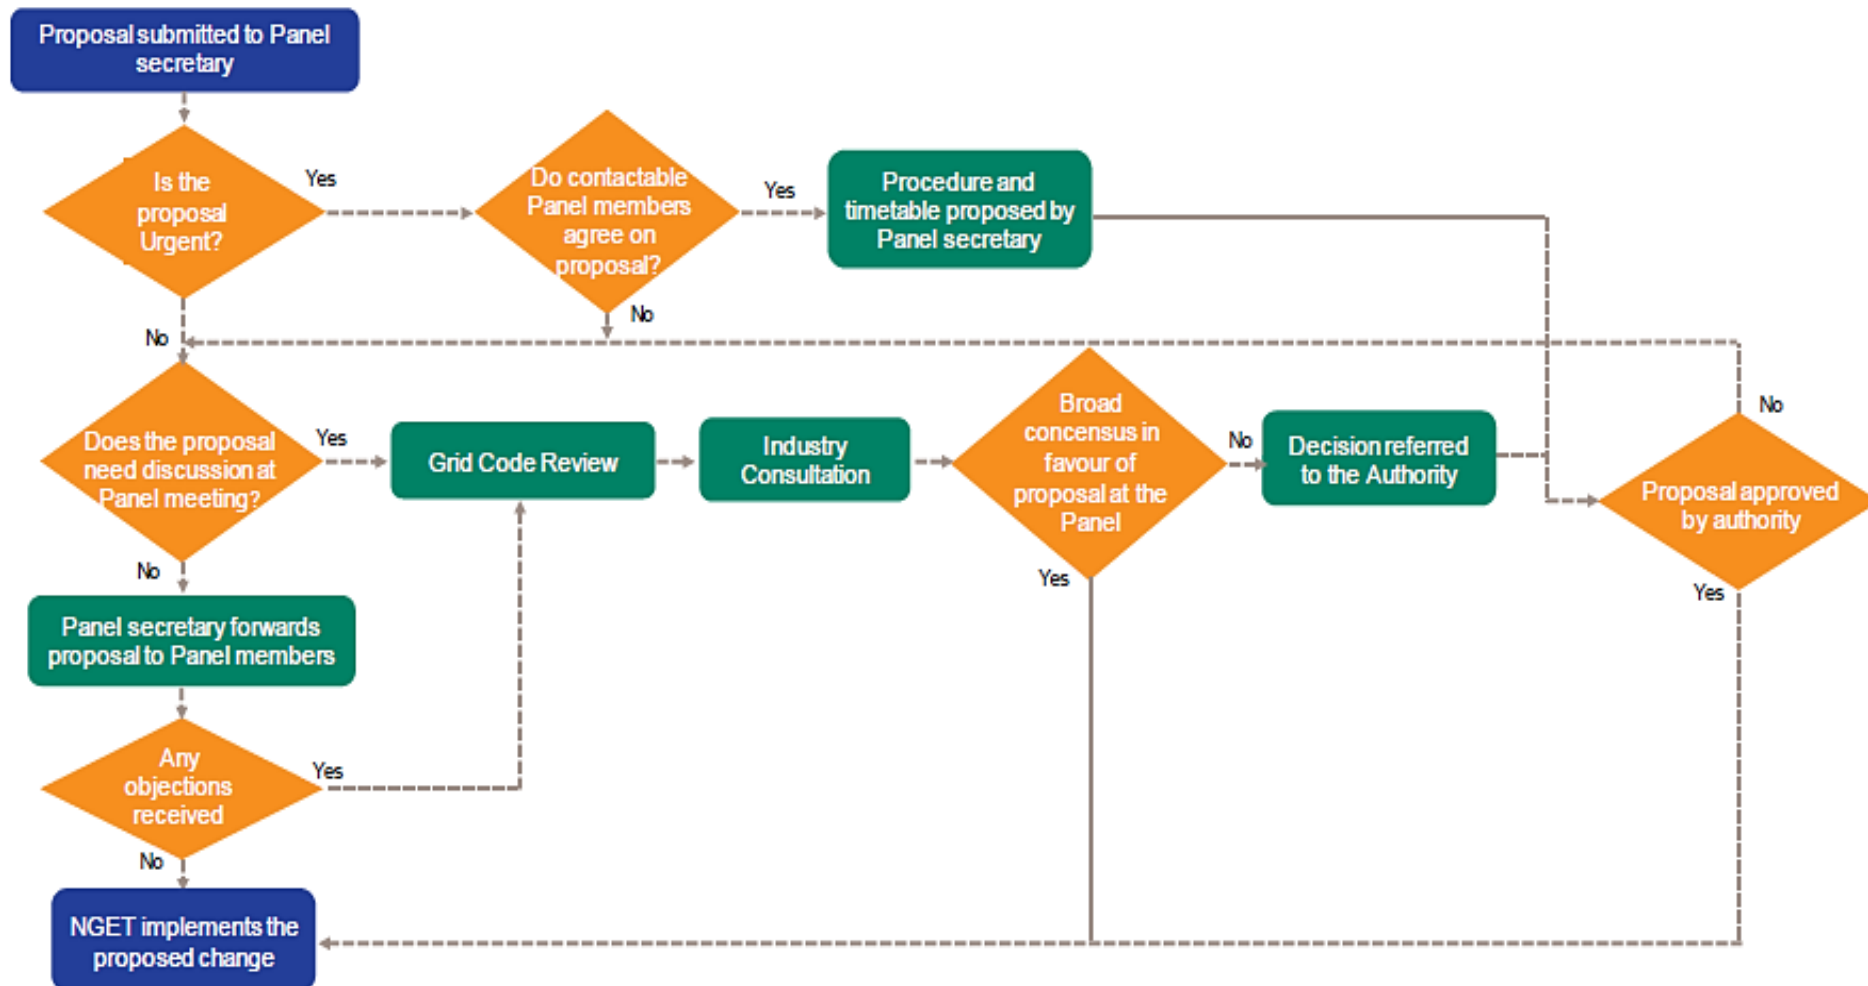 Proposal submitted to Panel
secretary
Is the
proposal
Urgent?
Yes
No
Do contactable
Panel members
agree on
proposal?
Yes
No
Procedure and
timetable proposed by
Panel secretary
Does the proposal
need discussion at
Panel meeting?
Yes
No
Grid Code Review
Industry
Consultation
Broad
concensus in
favour of
proposal at the
Panel
No
Yes
Decision referred
to the Authority
Proposal approved
by authority
No
Yes
Panel secretary forwards
proposal to Panel members
Any
objections
received
Yes
No
NGET implements the
proposed change